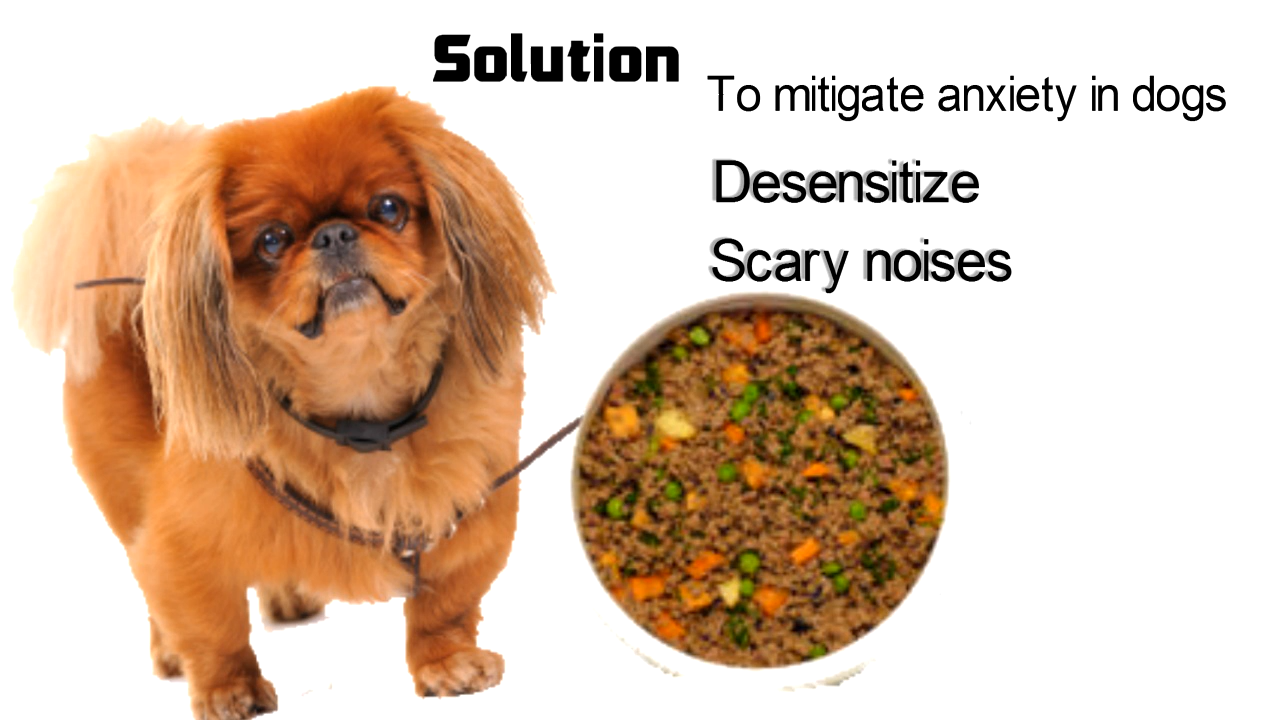 Solution
To mitigate anxiety in dogs
Desensitize
Scary noises